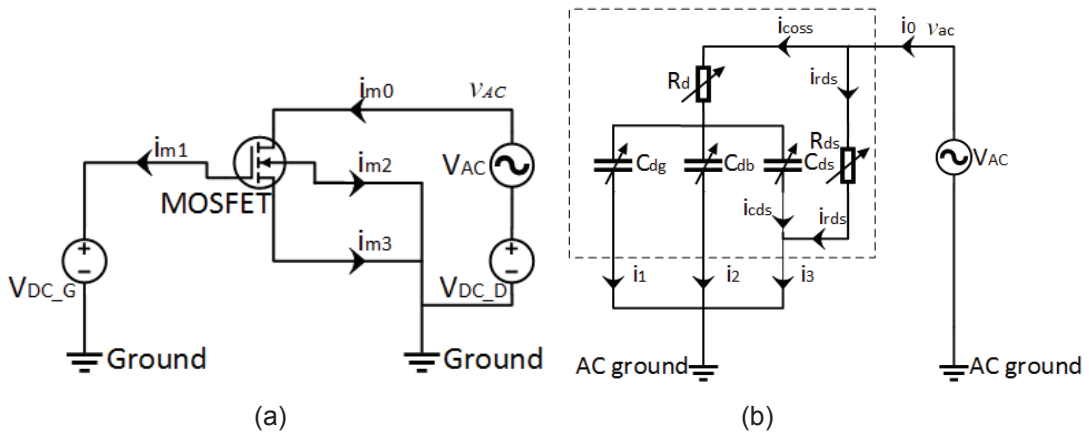 im0
vAC
im1
im2
VAC
MOSFET
im3
VDC_G
VDC_D
Ground
Ground
(a)
icoss
i0
vac
Rd
irds
Rds
Cdg
Cdb
Cds
VAC
icds
irds
i1
i2
i3
AC ground
AC ground
(b)